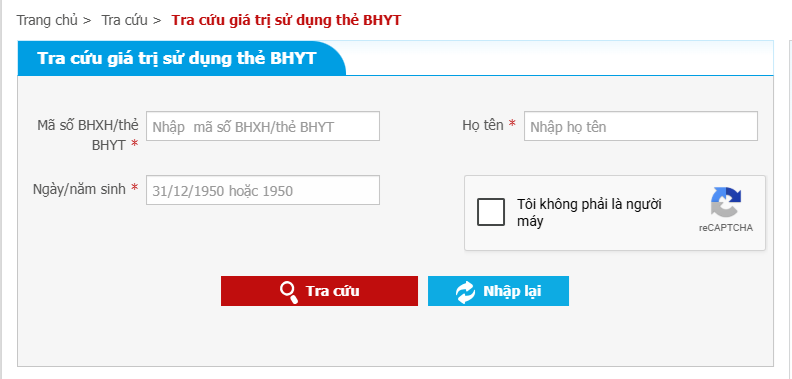 Trang chủ > Tra cứu > Tra cứu giá trị sử dụng thẻ BHYT
Tra cứu giá trị sử dụng thẻ BHYT
Mã số BHXH/thẻ BHYT * Nhập mã số BHXH/thẻ BHYT
Họ tên * Nhập họ tên
Ngày/năm sinh * 31/12/1950 hoặc 1950
Tôi không phải là người
máy
reCAPTCHA
Tra cứu
Nhập lại